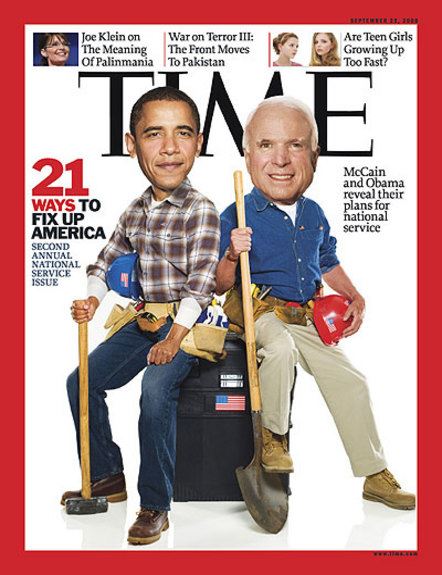 SEPTEMBER 22, 2008
Joe Klein on
The Meaning
Of Palinmania
War on Terror III:
The Front Moves
To Pakistan
Are Teen Girls
Growing Up
Too Fast?
TIME
21
WAYS TO
FIX UP
AMERICA
SECOND
ANNUAL
NATIONAL
SERVICE
ISSUE
McCain
and Obama
reveal their
plans for
national
service
www.time.com